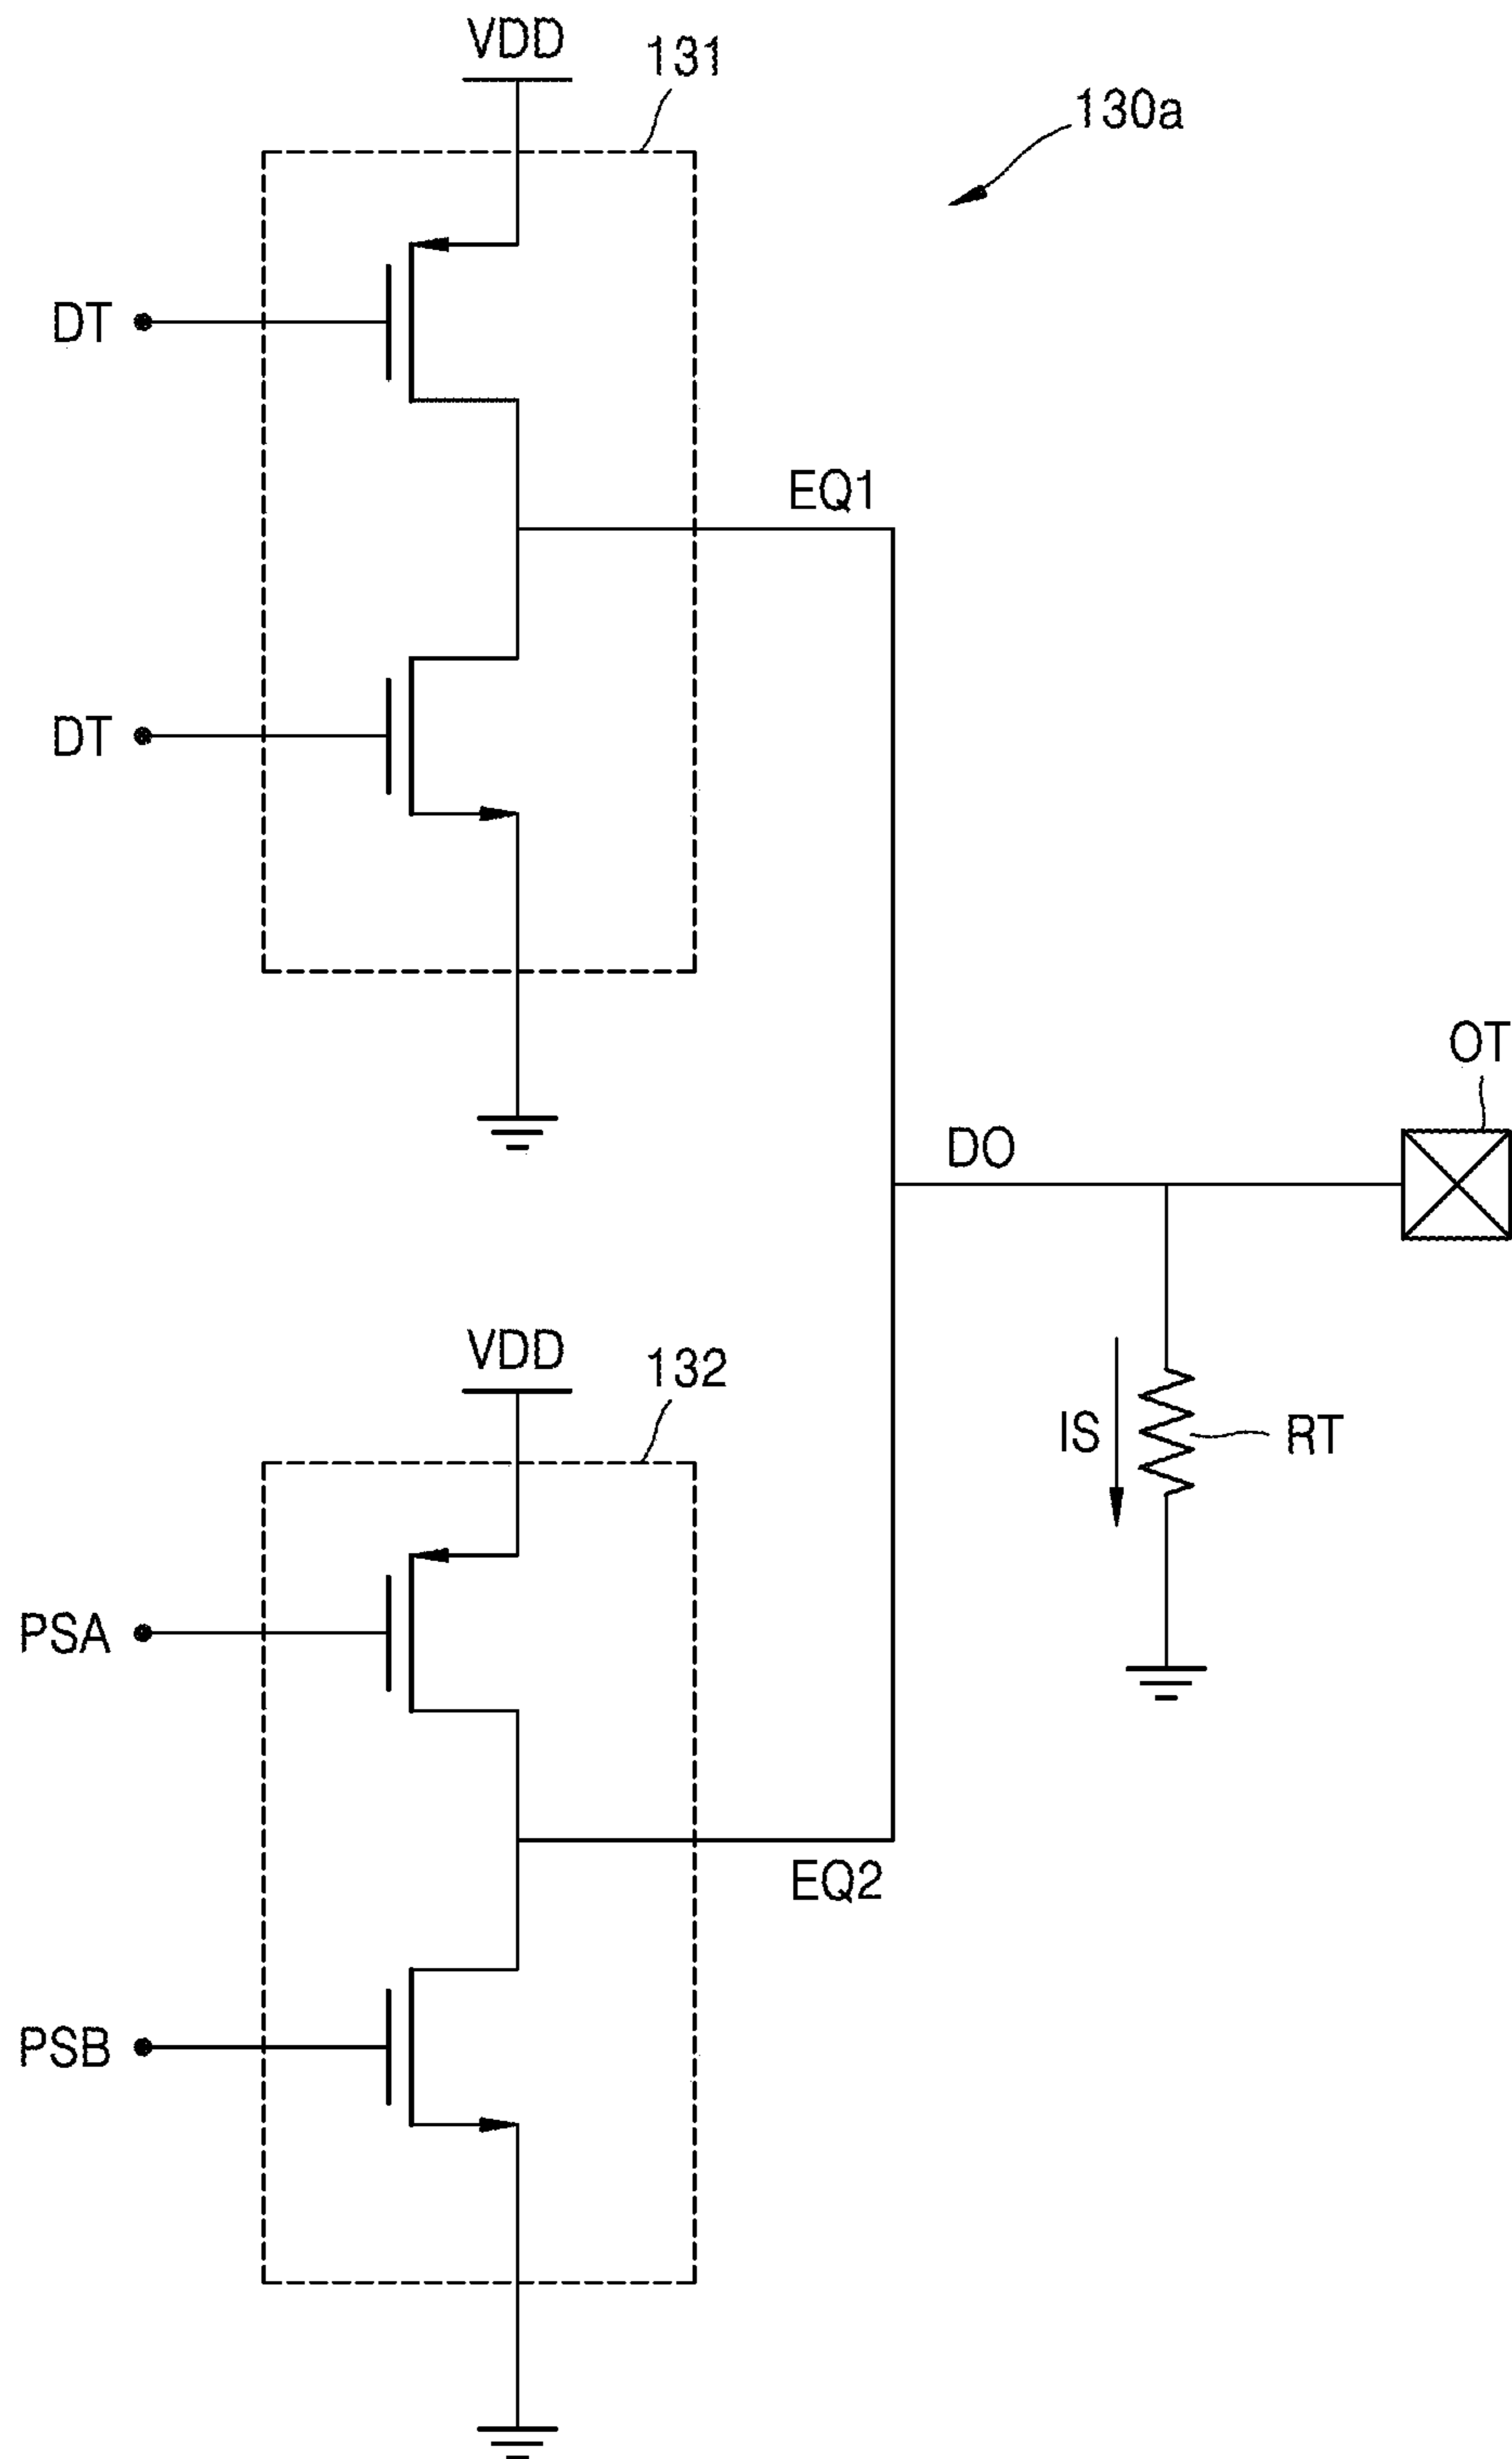 VDD
131
130a
DT
EQ1
DT
OT
DO
VDD
132
IS
RT
PSA
EQ2
PSB